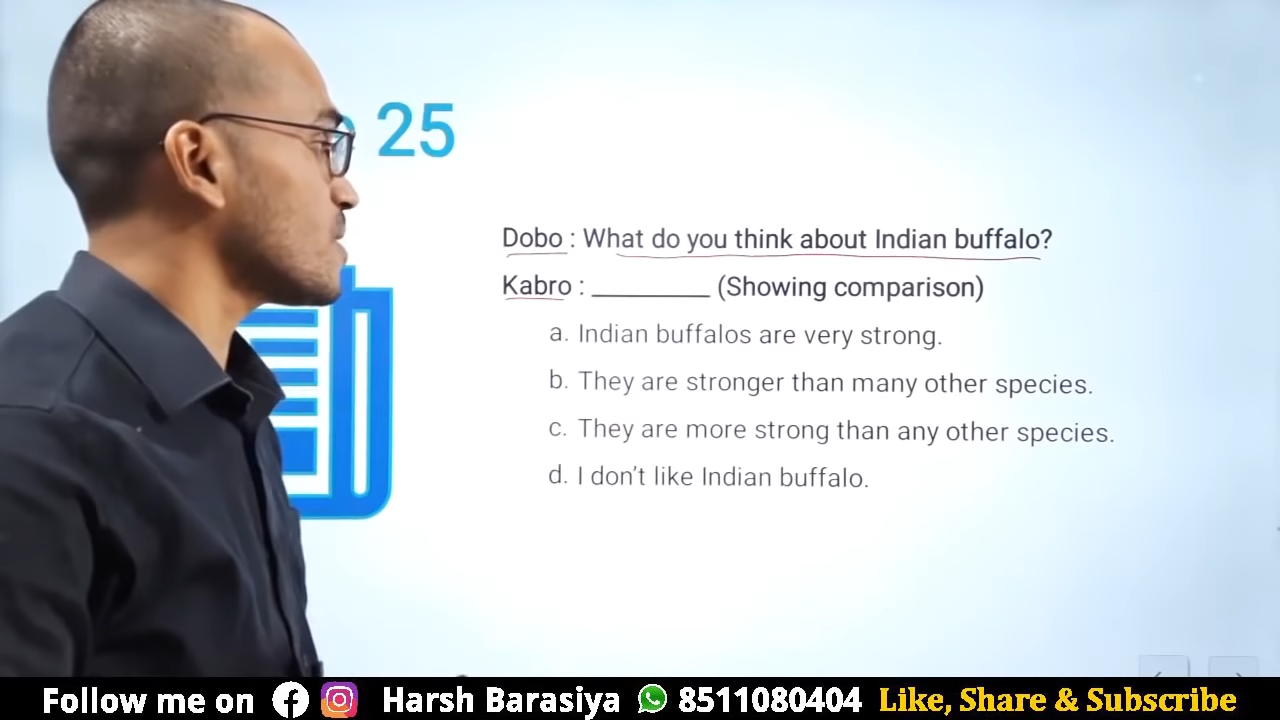 25
Dobo : What do you think about Indian buffalo?
Kabro : __________ (Showing comparison)
a. Indian buffalos are very strong.
b. They are stronger than many other species.
c. They are more strong than any other species.
d. I don't like Indian buffalo.
Follow me on Harsh Barasiya 8511080404 Like, Share & Subscribe